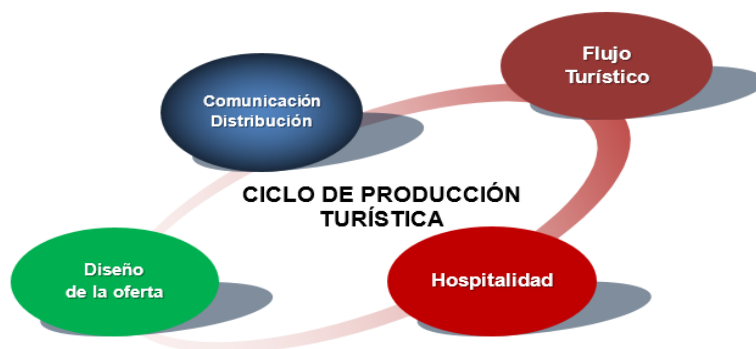 Flujo
Turístico
Comunicación
Distribución
CICLO DE PRODUCCIÓN
TURÍSTICA
Diseño
de la oferta
Hospitalidad